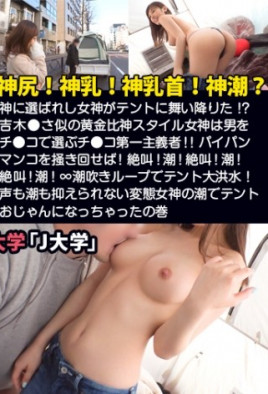 神尻！神乳！神乳首！神潮？
神に選ばれし女神がテントに舞い降りた !?
吉木●さ似の黄金比神スタイル女神は男を
チ●コで選ぶチ●コ第一主義者!! パイパン
マンコを掻き回せば! 絶叫! 潮! 絶叫! 潮!
絶叫! 潮! ∞潮吹きループでテント大洪水！
声も潮も抑えられない変態女神の潮でテント
おじゃんになっちゃったの巻
大学「J大学」